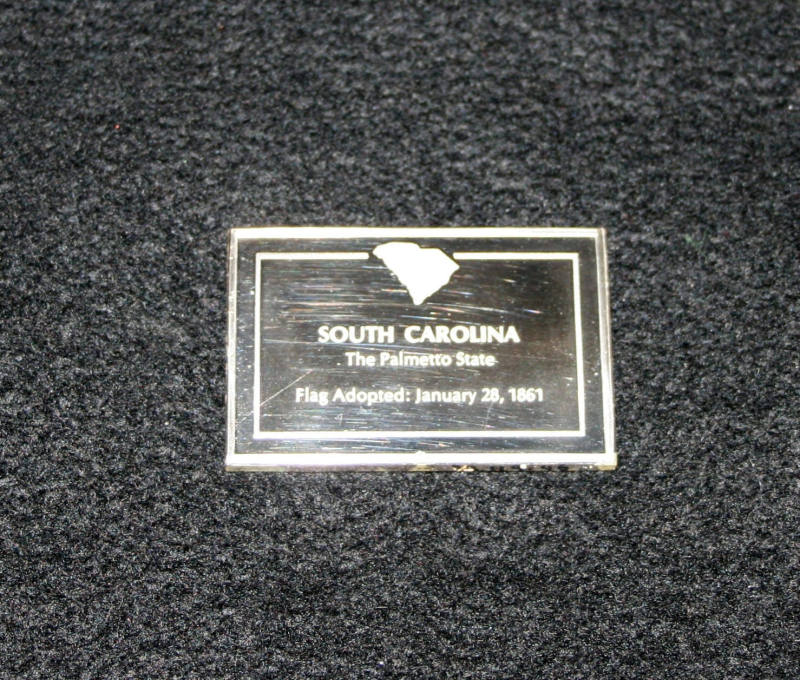 SOUTH CAROLINA
The Palmetto State
Flag Adopted: January 28, 1861